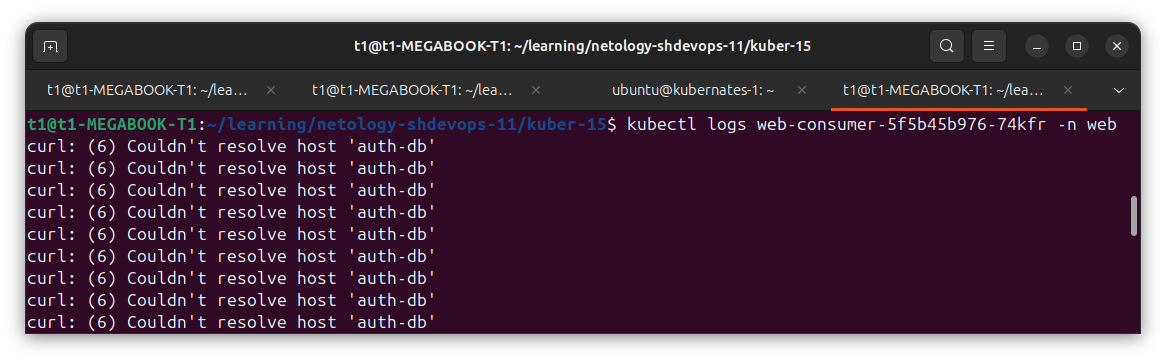 t1@t1-MEGABOOK-T1: ~/learning/netology-shdevops-11/kuber-15
t1@t1-MEGABOOK-T1: ~/lea… × t1@t1-MEGABOOK-T1: ~/lea… × ubuntu@kubernates-1: ~ × t1@t1-MEGABOOK-T1: ~/lea… ×
t1@t1-MEGABOOK-T1:~/learning/netology-shdevops-11/kuber-15$ kubectl logs web-consumer-5f5b45b976-74kfr -n web
curl: (6) Couldn't resolve host 'auth-db'
curl: (6) Couldn't resolve host 'auth-db'
curl: (6) Couldn't resolve host 'auth-db'
curl: (6) Couldn't resolve host 'auth-db'
curl: (6) Couldn't resolve host 'auth-db'
curl: (6) Couldn't resolve host 'auth-db'
curl: (6) Couldn't resolve host 'auth-db'
curl: (6) Couldn't resolve host 'auth-db'
curl: (6) Couldn't resolve host 'auth-db'